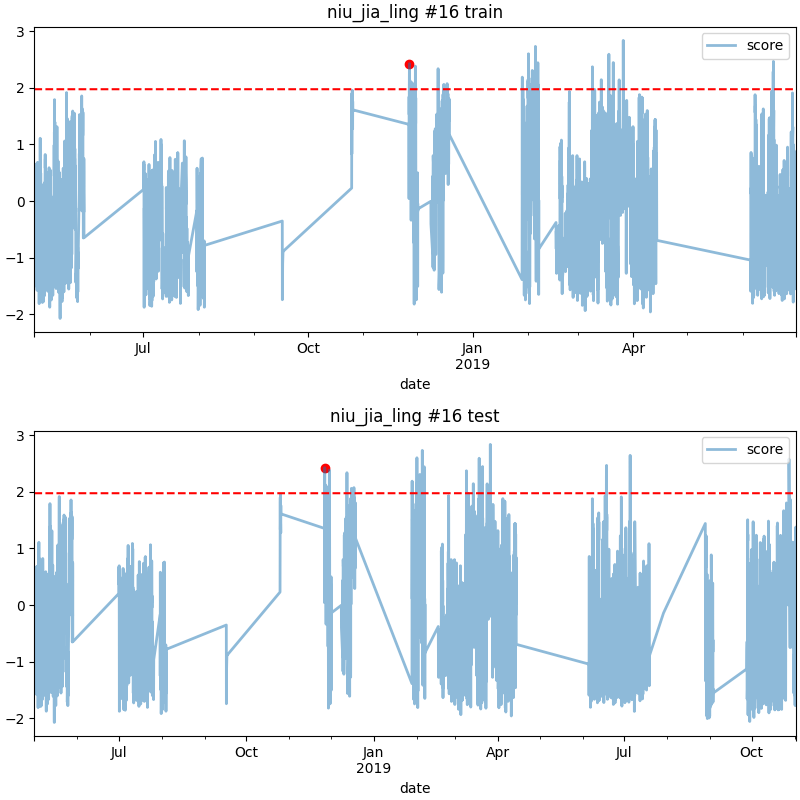 niu_jia_ling #16 train
score
3
2
1
0
−1
−2
Jul
Oct
Jan
2019
Apr
date
niu_jia_ling #16 test
score
3
2
1
0
−1
−2
Jul
Oct
Jan
2019
Apr
Jul
Oct
date